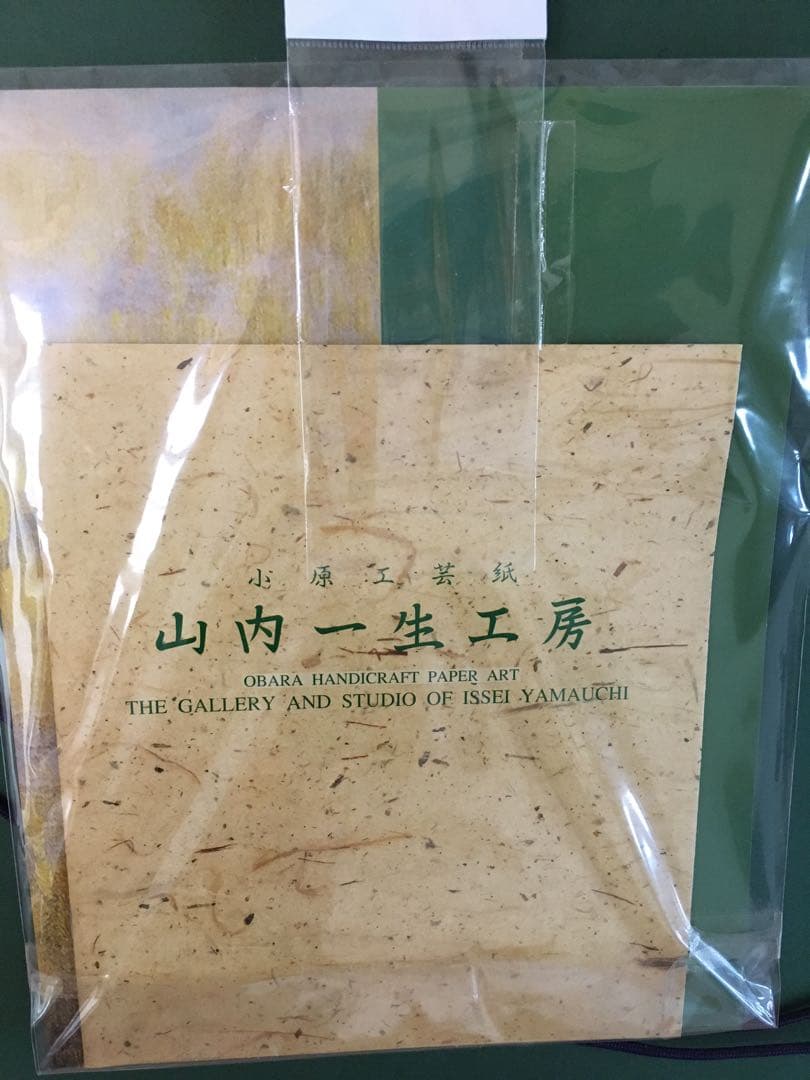 小原工芸紙
山内一生工房
OBARA HANDICRAFT PAPER ART
THE GALLERY AND STUDIO OF ISSEI YAMAUCHI